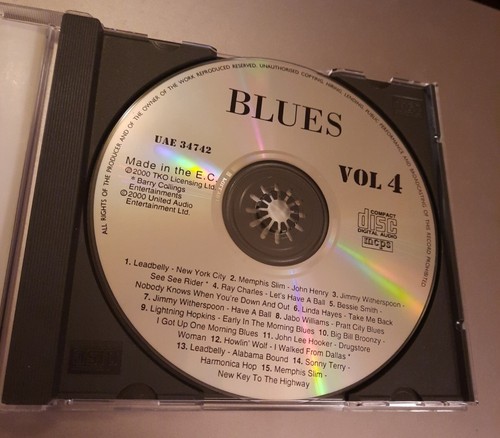 ALL RIGHTS OF THE PRODUCER AND OF THE OWNER OF THE WORK REPRODUCED RESERVED. UNAUTHORISED COPYING, HIRING, LENDING, PUBLIC PERFORMANCE AND BROADCASTING OF THE RECORD PROHIBITED
BLUES
UAE 34742
VOL 4
Made in the E.C.
℗2000 TKO Licensing Ltd.
* Barry Collings
Entertainments
©2000 United Audio
Entertainment Ltd.
COMPACT
disc
DIGITAL AUDIO
mcps
1. Leadbelly - New York City 2. Memphis Slim - John Henry 3. Jimmy Witherspoon -
See See Rider * 4. Ray Charles - Let's Have A Ball 5. Bessie Smith -
Nobody Knows When You're Down And Out 6. Linda Hayes - Take Me Back
7. Jimmy Witherspoon - Have A Ball 8. Jabo Williams - Pratt City Blues
9. Lightning Hopkins - Early In The Morning Blues 10. Big Bill Broonzy -
I Got Up One Morning Blues 11. John Lee Hooker - Drugstore
Woman 12. Howlin' Wolf - I Walked From Dallas *
13. Leadbelly - Alabama Bound 14. Sonny Terry -
Harmonica Hop 15. Memphis Slim -
New Key To The Highway